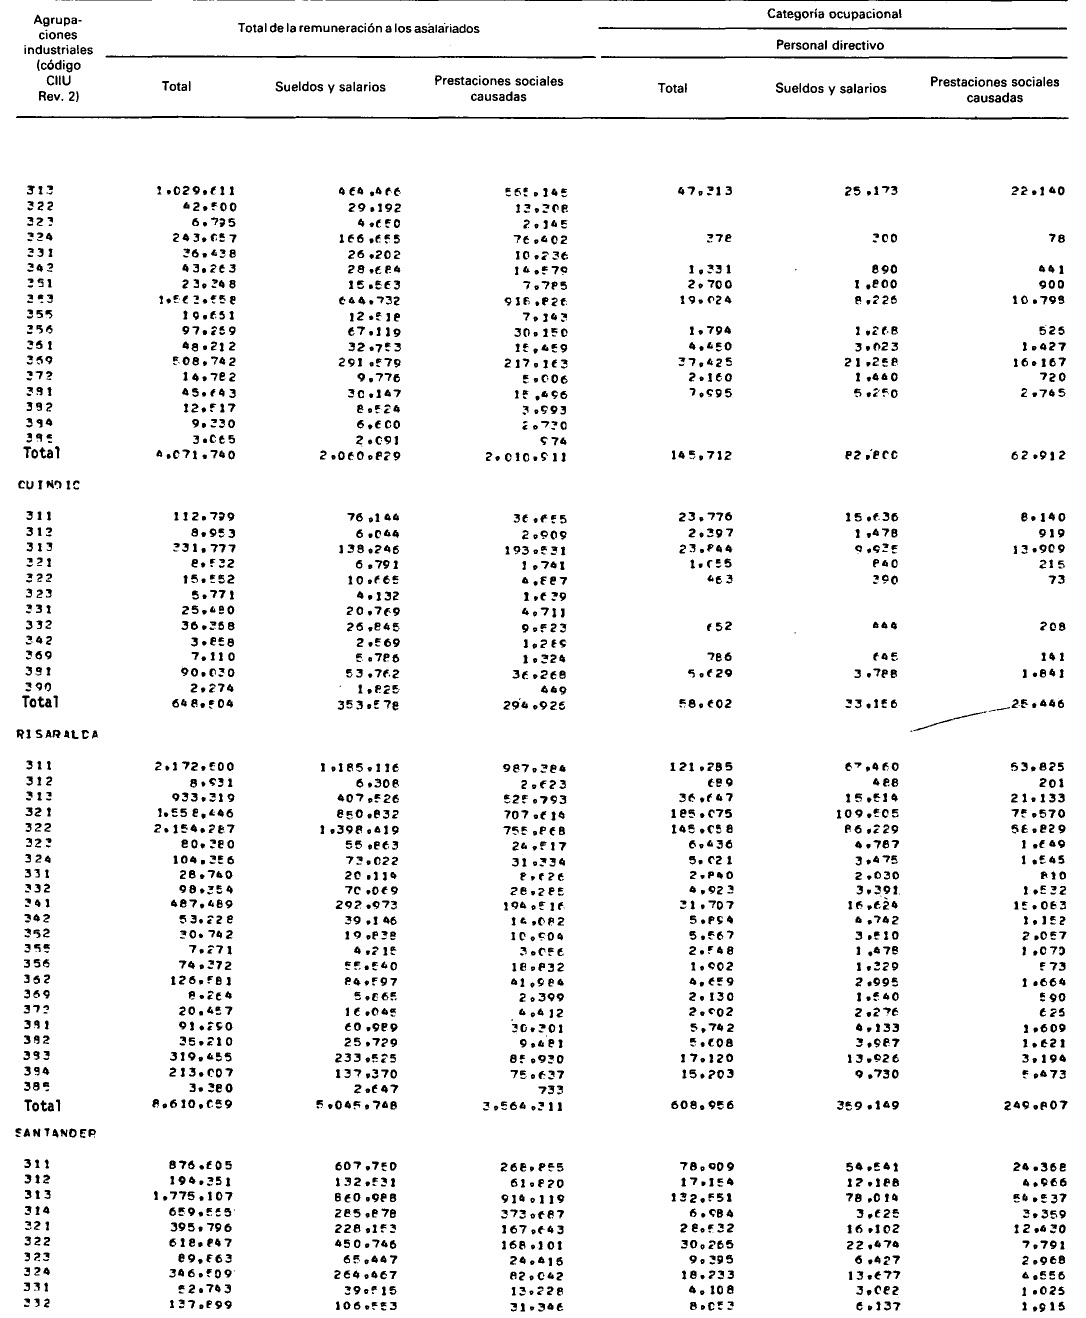 Agrupaciones industriales (código CIIU Rev. 2) Total de la remuneración a los asalariados Categoría ocupacional
Personal directivo
Total Sueldos y salarios Prestaciones sociales causadas Total Sueldos y salarios Prestaciones sociales causadas
313 1.029.611 464.466 565.145 47.313 25.173 22.140
322 42.500 29.192 13.308
323 6.795 4.650 2.145
324 243.057 166.655 76.402 378 300 78
331 36.438 26.202 10.236
342 43.263 28.684 14.579 1.331 890 441
351 23.348 15.563 7.785 2.700 1.800 900
353 1.563.558 644.732 918.826 19.024 8.226 10.798
355 19.651 12.518 7.143
356 97.269 67.119 30.150 1.794 1.268 526
361 48.212 32.753 15.459 4.450 3.023 1.427
369 508.742 291.579 217.163 37.425 21.258 16.167
372 14.782 9.776 5.006 2.160 1.440 720
381 45.643 30.147 15.496 7.995 5.250 2.745
382 12.517 8.524 3.993
384 9.330 6.600 2.730
385 3.065 2.091 974
Total 4.071.740 2.060.829 2.010.911 145.712 82.800 62.912
QUINDIO
311 112.799 76.144 36.655 23.776 15.636 8.140
312 8.953 6.044 2.909 2.397 1.478 919
313 331.777 138.246 193.531 23.844 9.935 13.909
321 8.532 6.791 1.741 1.055 840 215
322 15.552 10.665 4.887 463 390 73
323 5.771 4.132 1.639
331 25.480 20.769 4.711
332 36.368 26.845 9.523 652 444 208
342 3.858 2.569 1.289
369 7.110 5.786 1.324 786 645 141
381 90.030 53.762 36.268 5.629 3.788 1.841
390 2.274 1.825 449
Total 648.504 353.578 294.926 58.602 33.156 25.446
RISARALDA
311 2.172.500 1.185.116 987.384 121.285 67.460 53.825
312 8.931 6.308 2.623 689 488 201
313 933.319 407.526 525.793 36.647 15.514 21.133
321 1.558.446 850.832 707.614 185.075 109.505 75.570
322 2.154.287 1.398.419 755.868 145.058 86.229 58.829
323 80.380 55.863 24.517 6.436 4.787 1.649
324 104.356 73.022 31.334 5.021 3.475 1.546
331 28.740 20.114 8.626 2.840 2.030 810
332 98.354 70.069 28.285 4.923 3.391 1.532
341 487.489 292.973 194.516 31.707 16.624 15.083
342 53.228 39.146 14.082 5.894 4.742 1.152
352 30.742 19.838 10.904 5.567 3.510 2.057
355 7.271 4.215 3.056 2.548 1.478 1.070
356 74.372 55.540 18.832 1.902 1.329 573
362 126.581 84.597 41.984 4.659 2.995 1.664
369 8.264 5.865 2.399 2.130 1.540 590
372 20.457 16.045 4.412 2.902 2.276 626
381 91.290 60.989 30.301 5.742 4.133 1.609
382 35.210 25.729 9.481 5.608 3.987 1.621
383 319.455 233.525 85.930 17.120 13.926 3.194
384 213.007 137.370 75.637 15.203 9.730 5.473
385 3.380 2.647 733
Total 8.610.059 5.045.748 3.564.311 608.956 359.149 249.807
SANTANDER
311 876.605 607.750 268.855 78.909 54.541 24.368
312 194.351 132.531 61.820 17.154 12.188 4.966
313 1.775.107 860.988 914.119 132.551 78.014 54.537
314 659.565 285.878 373.687 6.984 3.625 3.359
321 395.796 228.153 167.643 28.532 16.102 12.430
322 618.847 450.746 168.101 30.265 22.474 7.791
323 89.863 65.447 24.416 9.395 6.427 2.968
324 346.509 264.467 82.042 18.233 13.677 4.556
331 52.743 39.515 13.228 4.108 3.082 1.026
332 137.899 106.553 31.346 8.053 6.137 1.916